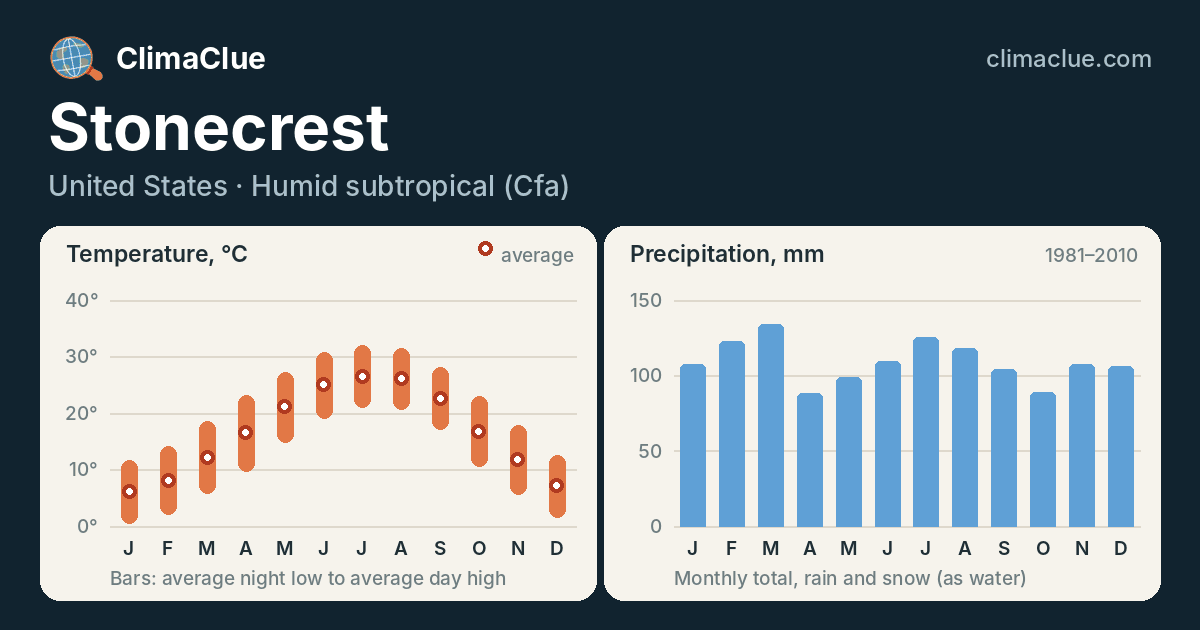 ClimaClue
climaclue.com
Stonecrest
United States · Humid subtropical (Cfa)
Temperature, °C
average
40°
30°
20°
10°
0°
J F M A M J J A S O N D
Bars: average night low to average day high
Precipitation, mm
1981–2010
150
100
50
0
J F M A M J J A S O N D
Monthly total, rain and snow (as water)